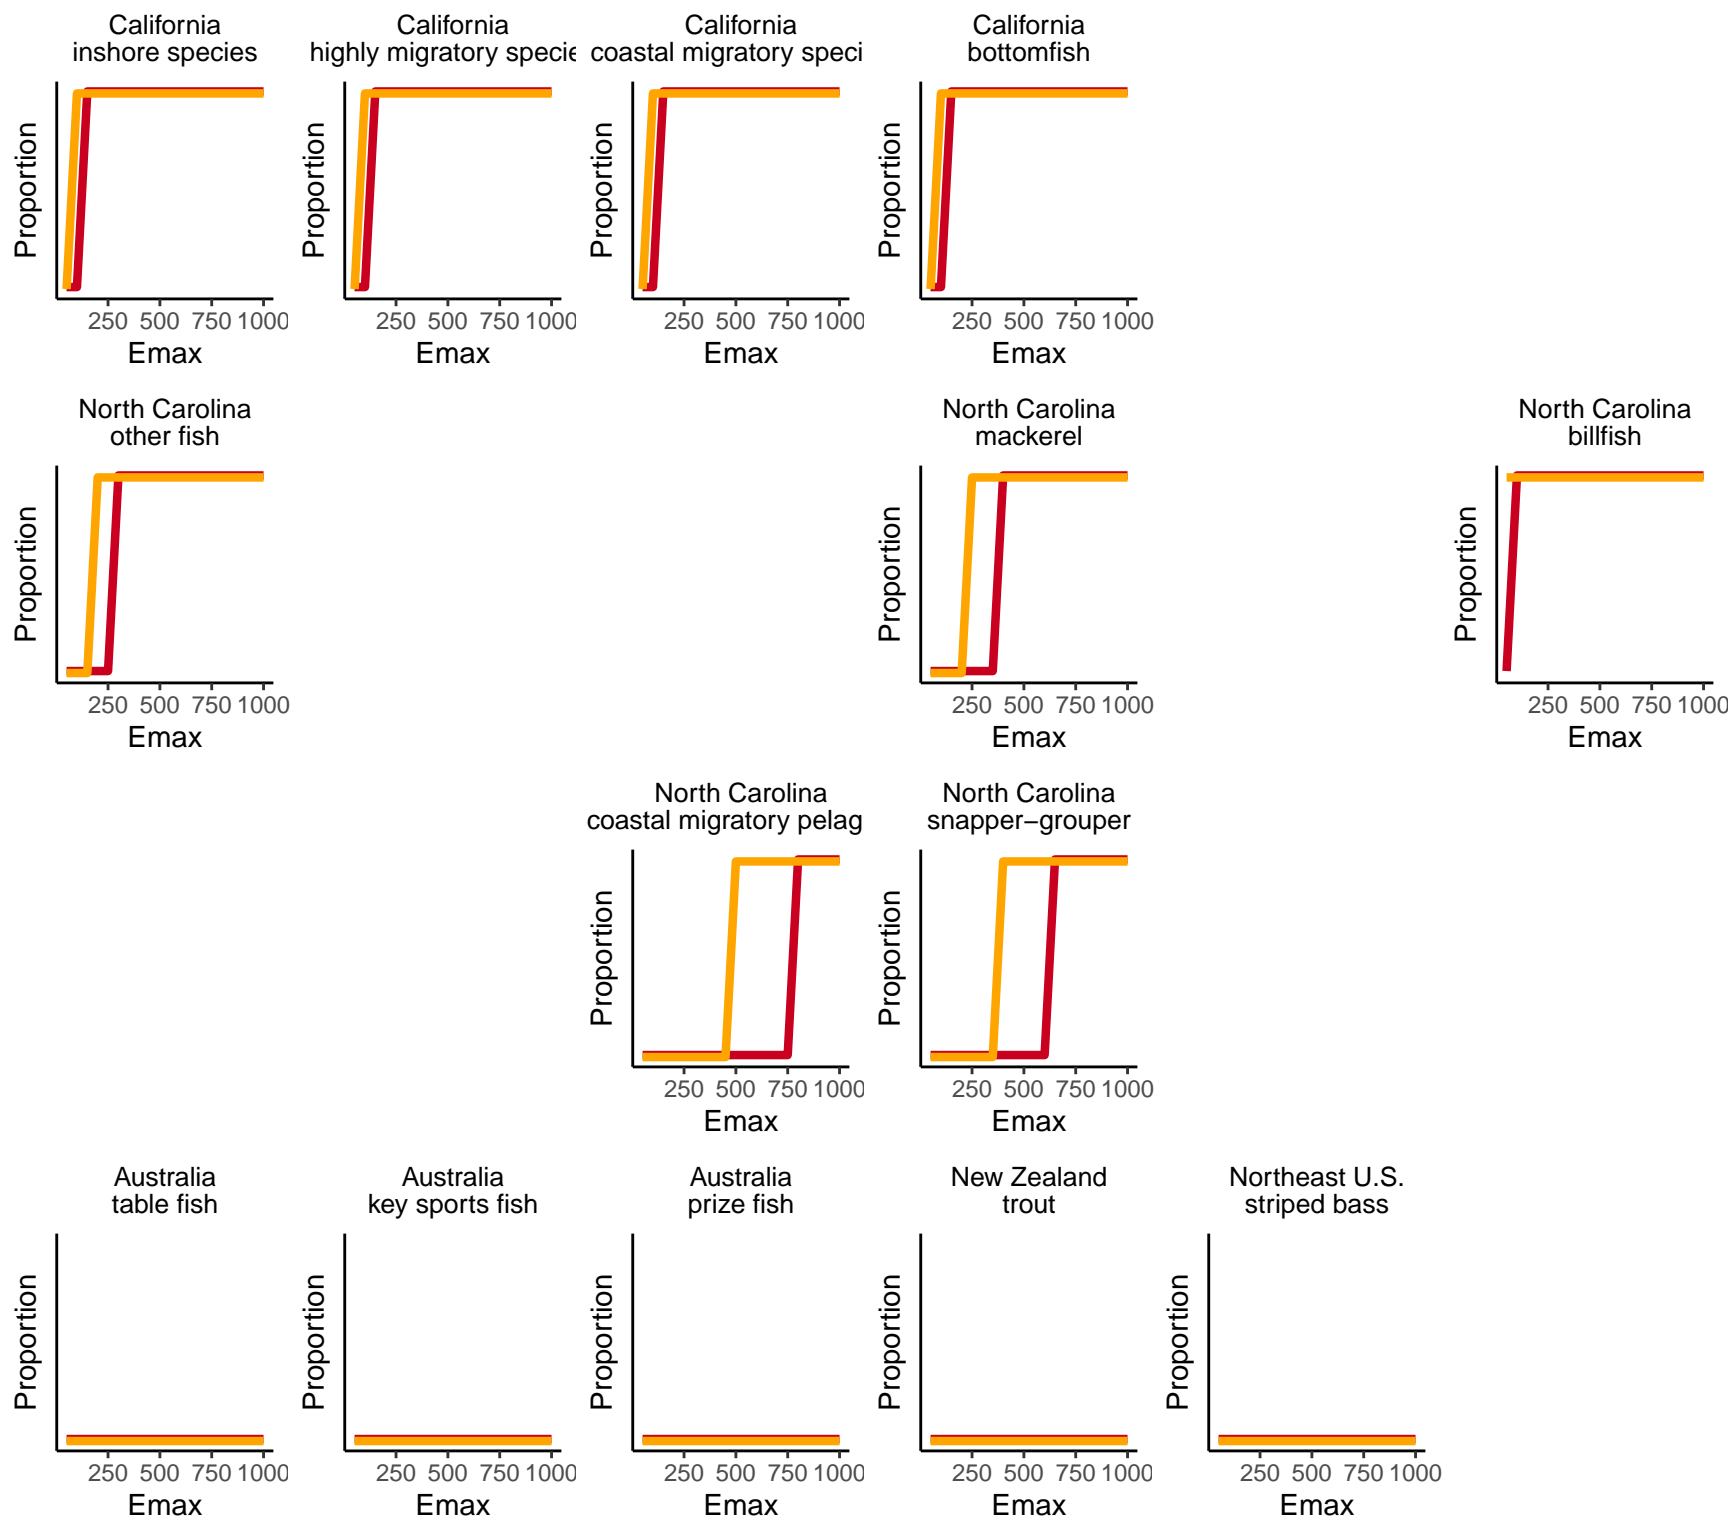 California
inshore species
California
highly migratory specie
California
coastal migratory speci
California
bottomfish
Proportion
250 500 750 1000
Emax
Proportion
250 500 750 1000
Emax
Proportion
250 500 750 1000
Emax
Proportion
250 500 750 1000
Emax
North Carolina
other fish
North Carolina
mackerel
North Carolina
billfish
Proportion
250 500 750 1000
Emax
Proportion
250 500 750 1000
Emax
Proportion
250 500 750 1000
Emax
North Carolina
coastal migratory pelag
North Carolina
snapper−grouper
Proportion
250 500 750 1000
Emax
Proportion
250 500 750 1000
Emax
Australia
table fish
Australia
key sports fish
Australia
prize fish
New Zealand
trout
Northeast U.S.
striped bass
Proportion
250 500 750 1000
Emax
Proportion
250 500 750 1000
Emax
Proportion
250 500 750 1000
Emax
Proportion
250 500 750 1000
Emax
Proportion
250 500 750 1000
Emax